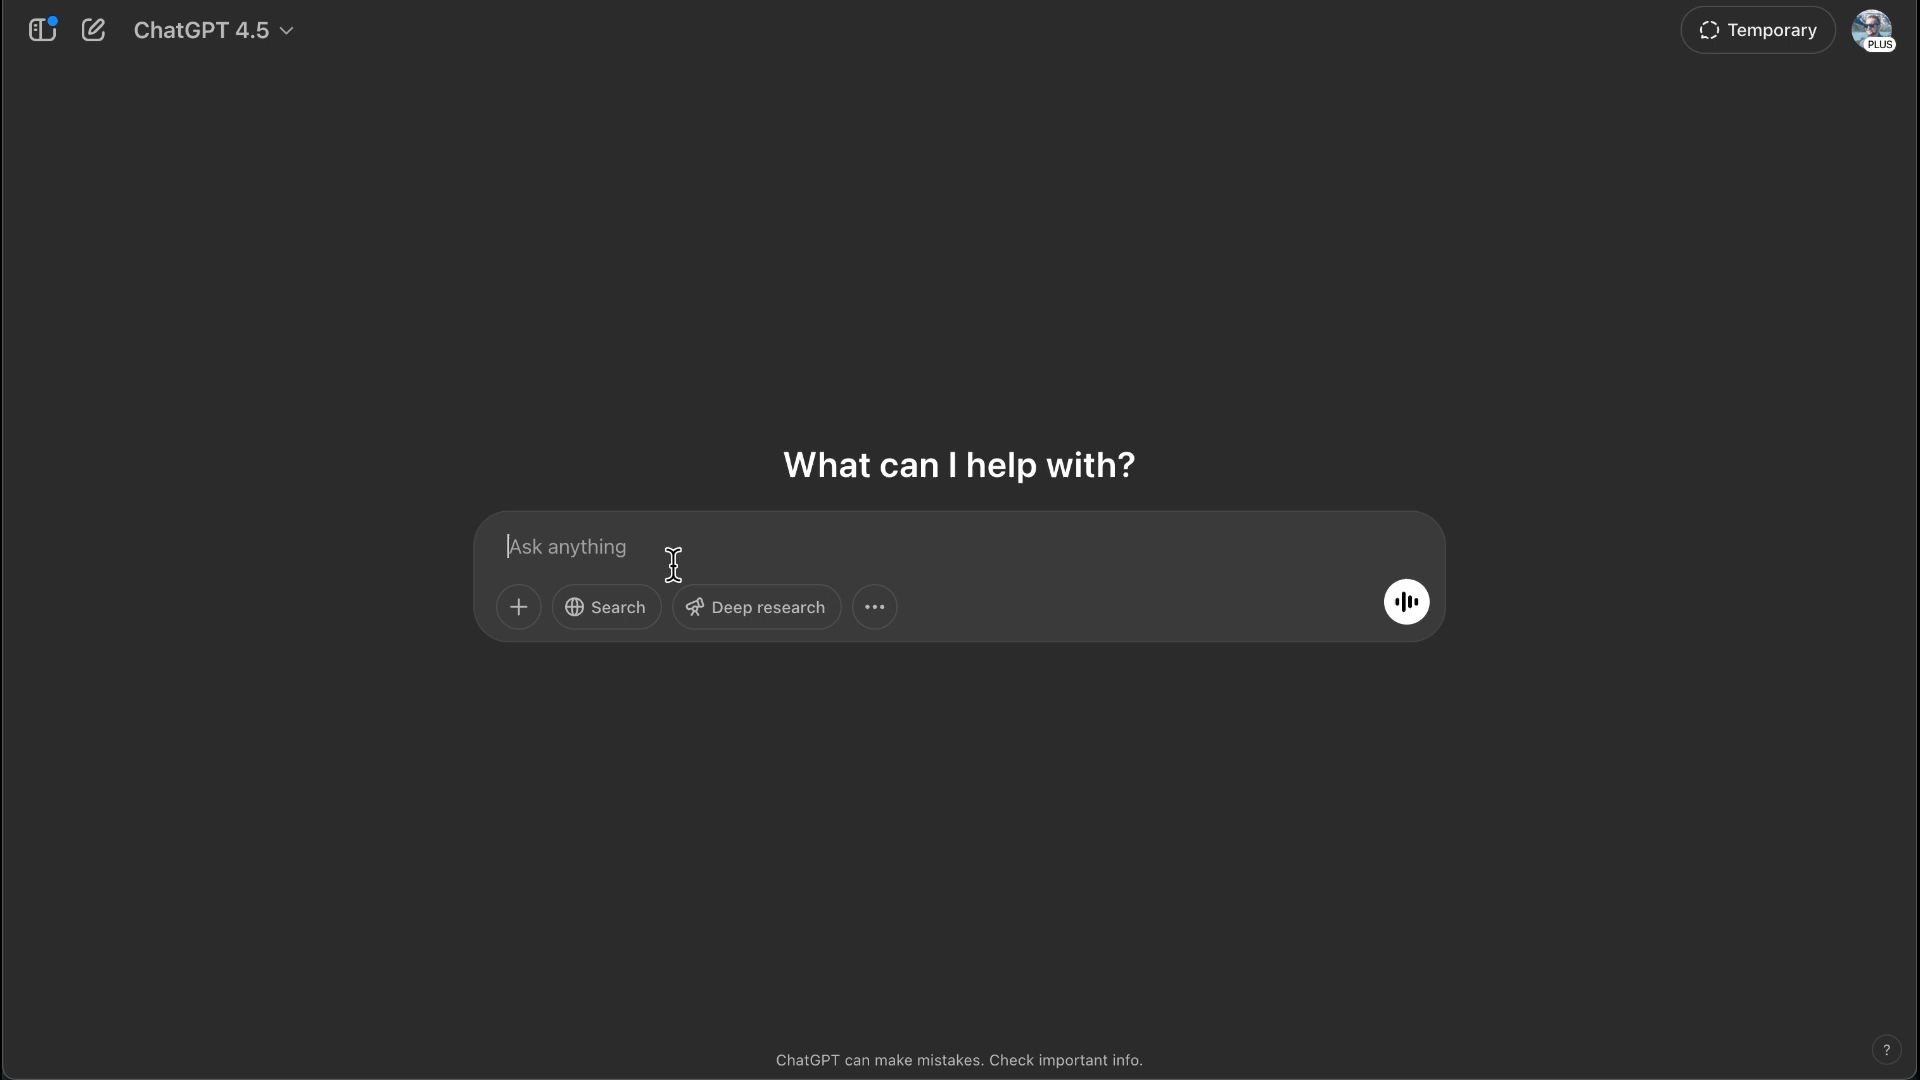 ChatGPT 4.5
Temporary
PLUS
What can I help with?
Ask anything
Search
Deep research
ChatGPT can make mistakes. Check important info.
?